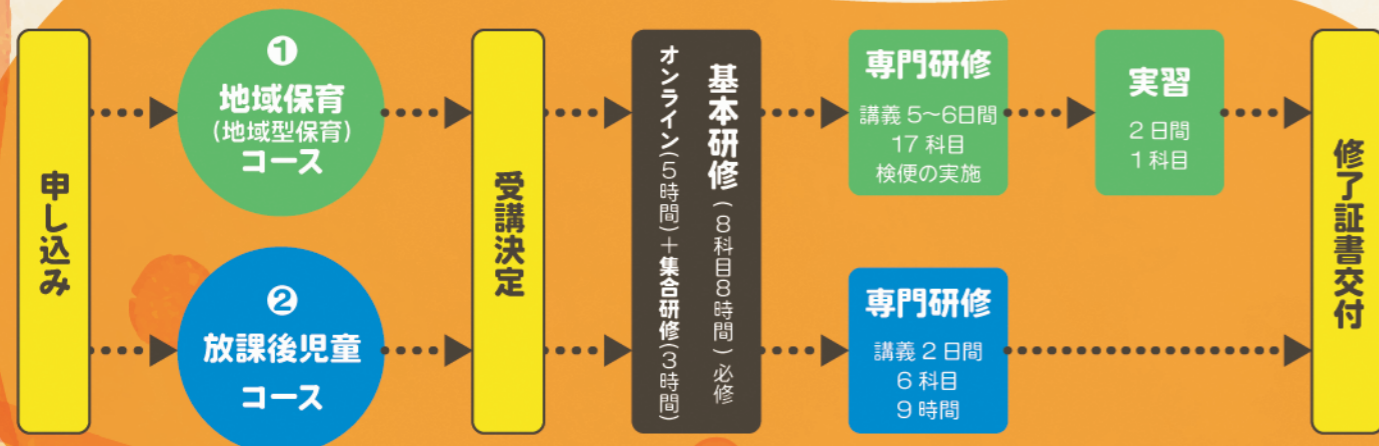 申し込み
❶
地域保育
(地域型保育)
コース
❷
放課後児童
コース
受講決定
基本研修(8科目8時間)必修
オンライン(5時間)+集合研修(3時間)
専門研修
講義 5~6日間
17 科目
検便の実施
実習
2 日間
1 科目
専門研修
講義 2 日間
6 科目
9 時間
修了証書交付